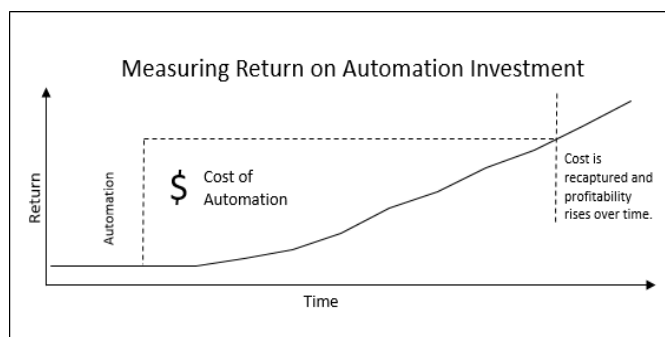 Measuring Return on Automation Investment
Return
Automation
$
Cost of
Automation
Cost is
recaptured and
profitability
rises over time.
Time